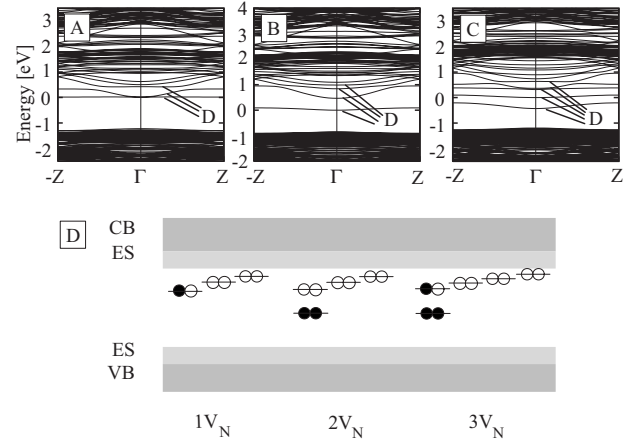 Energy [eV]
3
2
1
0
-1
-2
A
D
-Z Γ Z
4
3
2
1
0
-1
2
B
D
-Z Γ Z
3
2
1
0
-1
-2
C
D
-Z Γ Z
D
CB
ES
ES
VB
1V_N 2V_N 3V_N